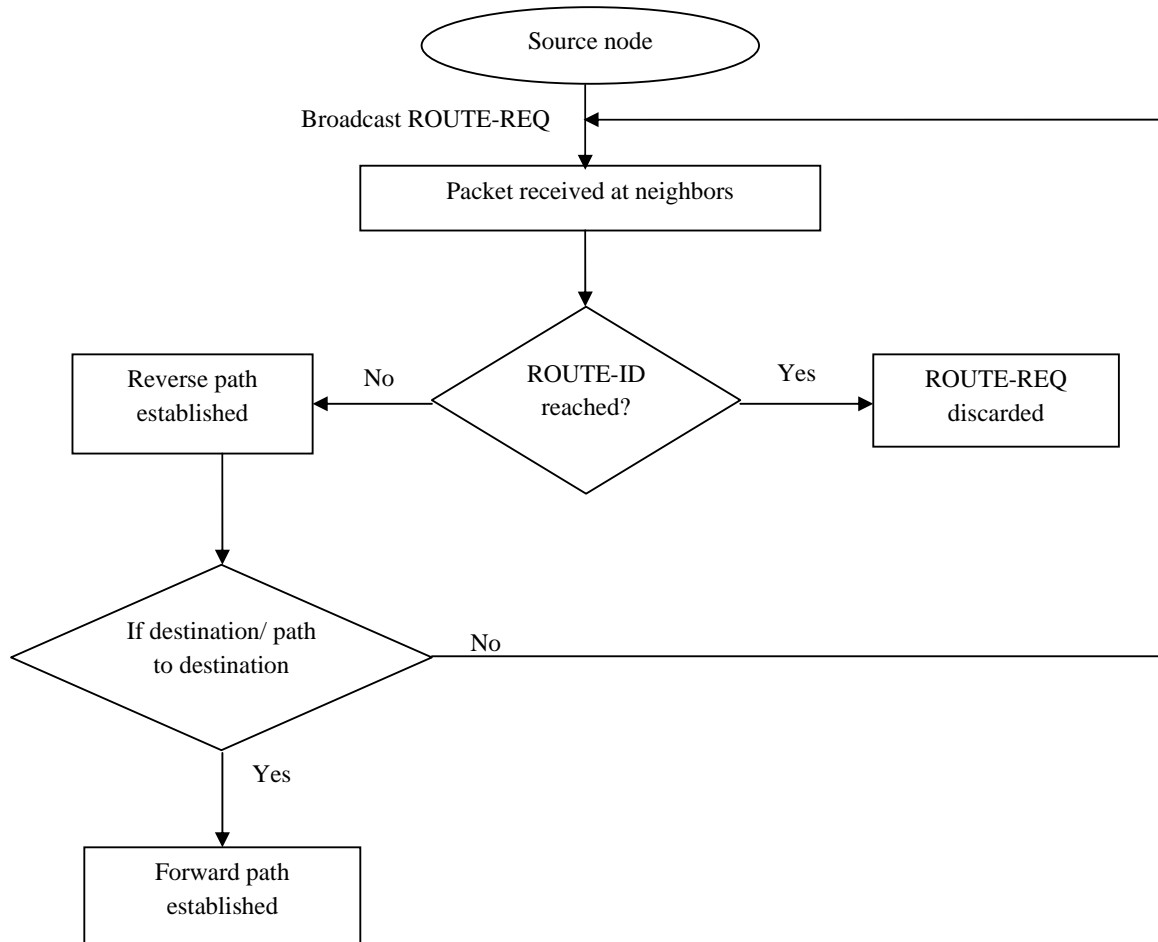 Source node
Broadcast ROUTE-REQ
Packet received at neighbors
ROUTE-ID
reached?
No
Yes
Reverse path
established
ROUTE-REQ
discarded
If destination/ path
to destination
No
Yes
Forward path
established